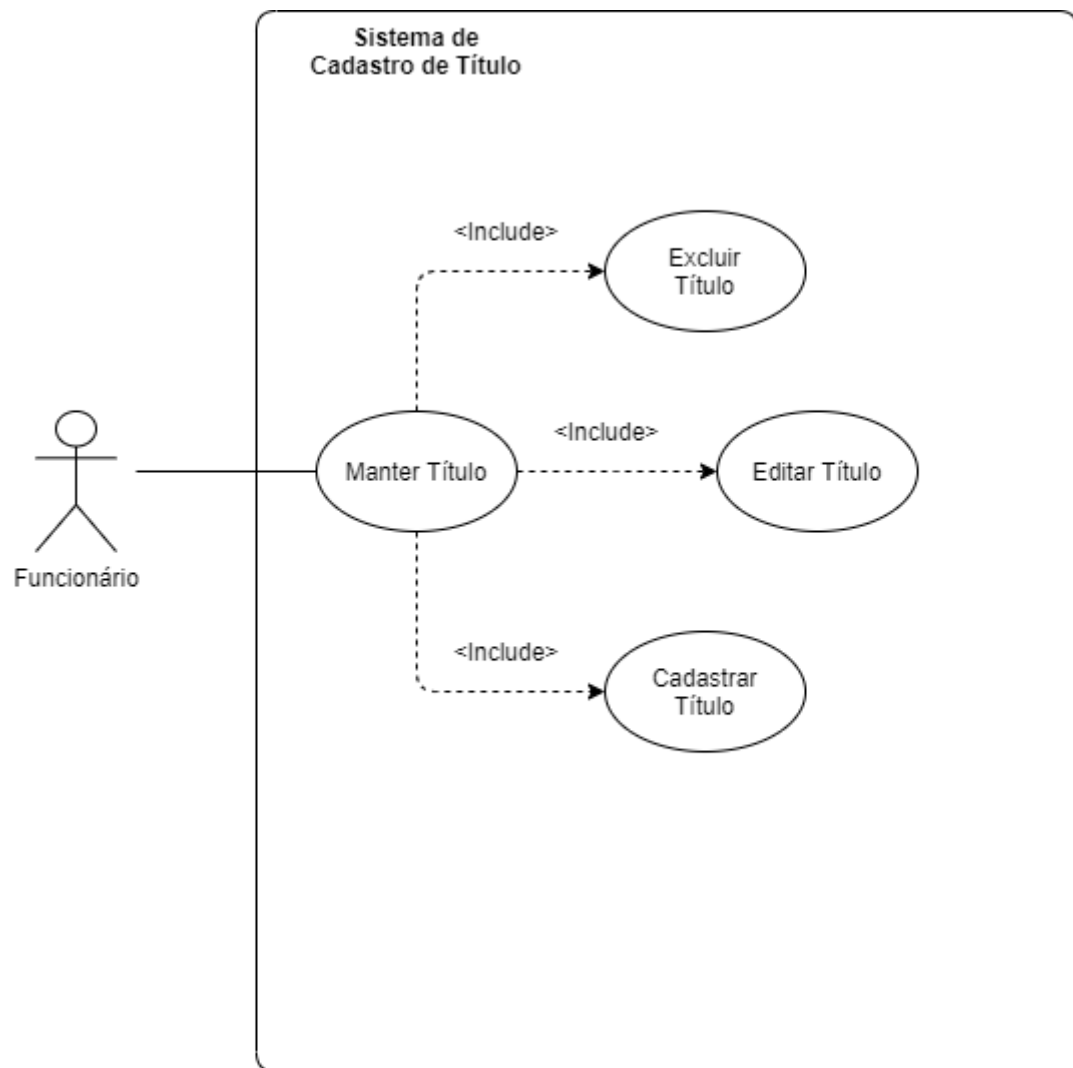 Sistema de
Cadastro de Título
<Include>
Excluir
Título
<Include>
Manter Título
Editar Título
Funcionário
<Include>
Cadastrar
Título